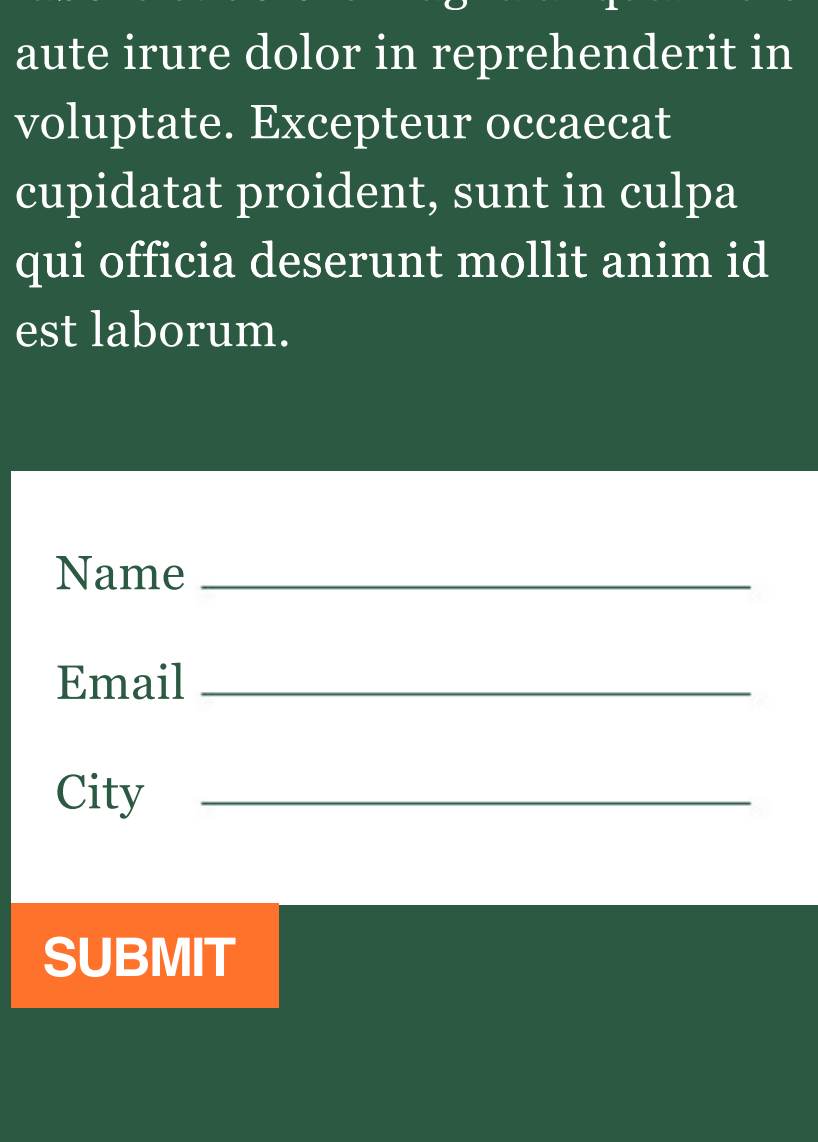 aute irure dolor in reprehenderit in
voluptate. Excepteur occaecat
cupidatat proident, sunt in culpa
qui officia deserunt mollit anim id
est laborum.
Name
Email
City
SUBMIT